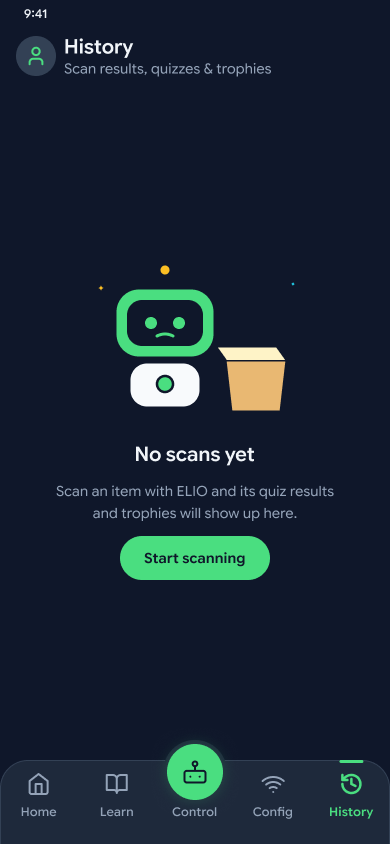 9:41
History
Scan results, quizzes & trophies
No scans yet
Scan an item with ELIO and its quiz results
and trophies will show up here.
Start scanning
Home
Learn
Control
Config
History